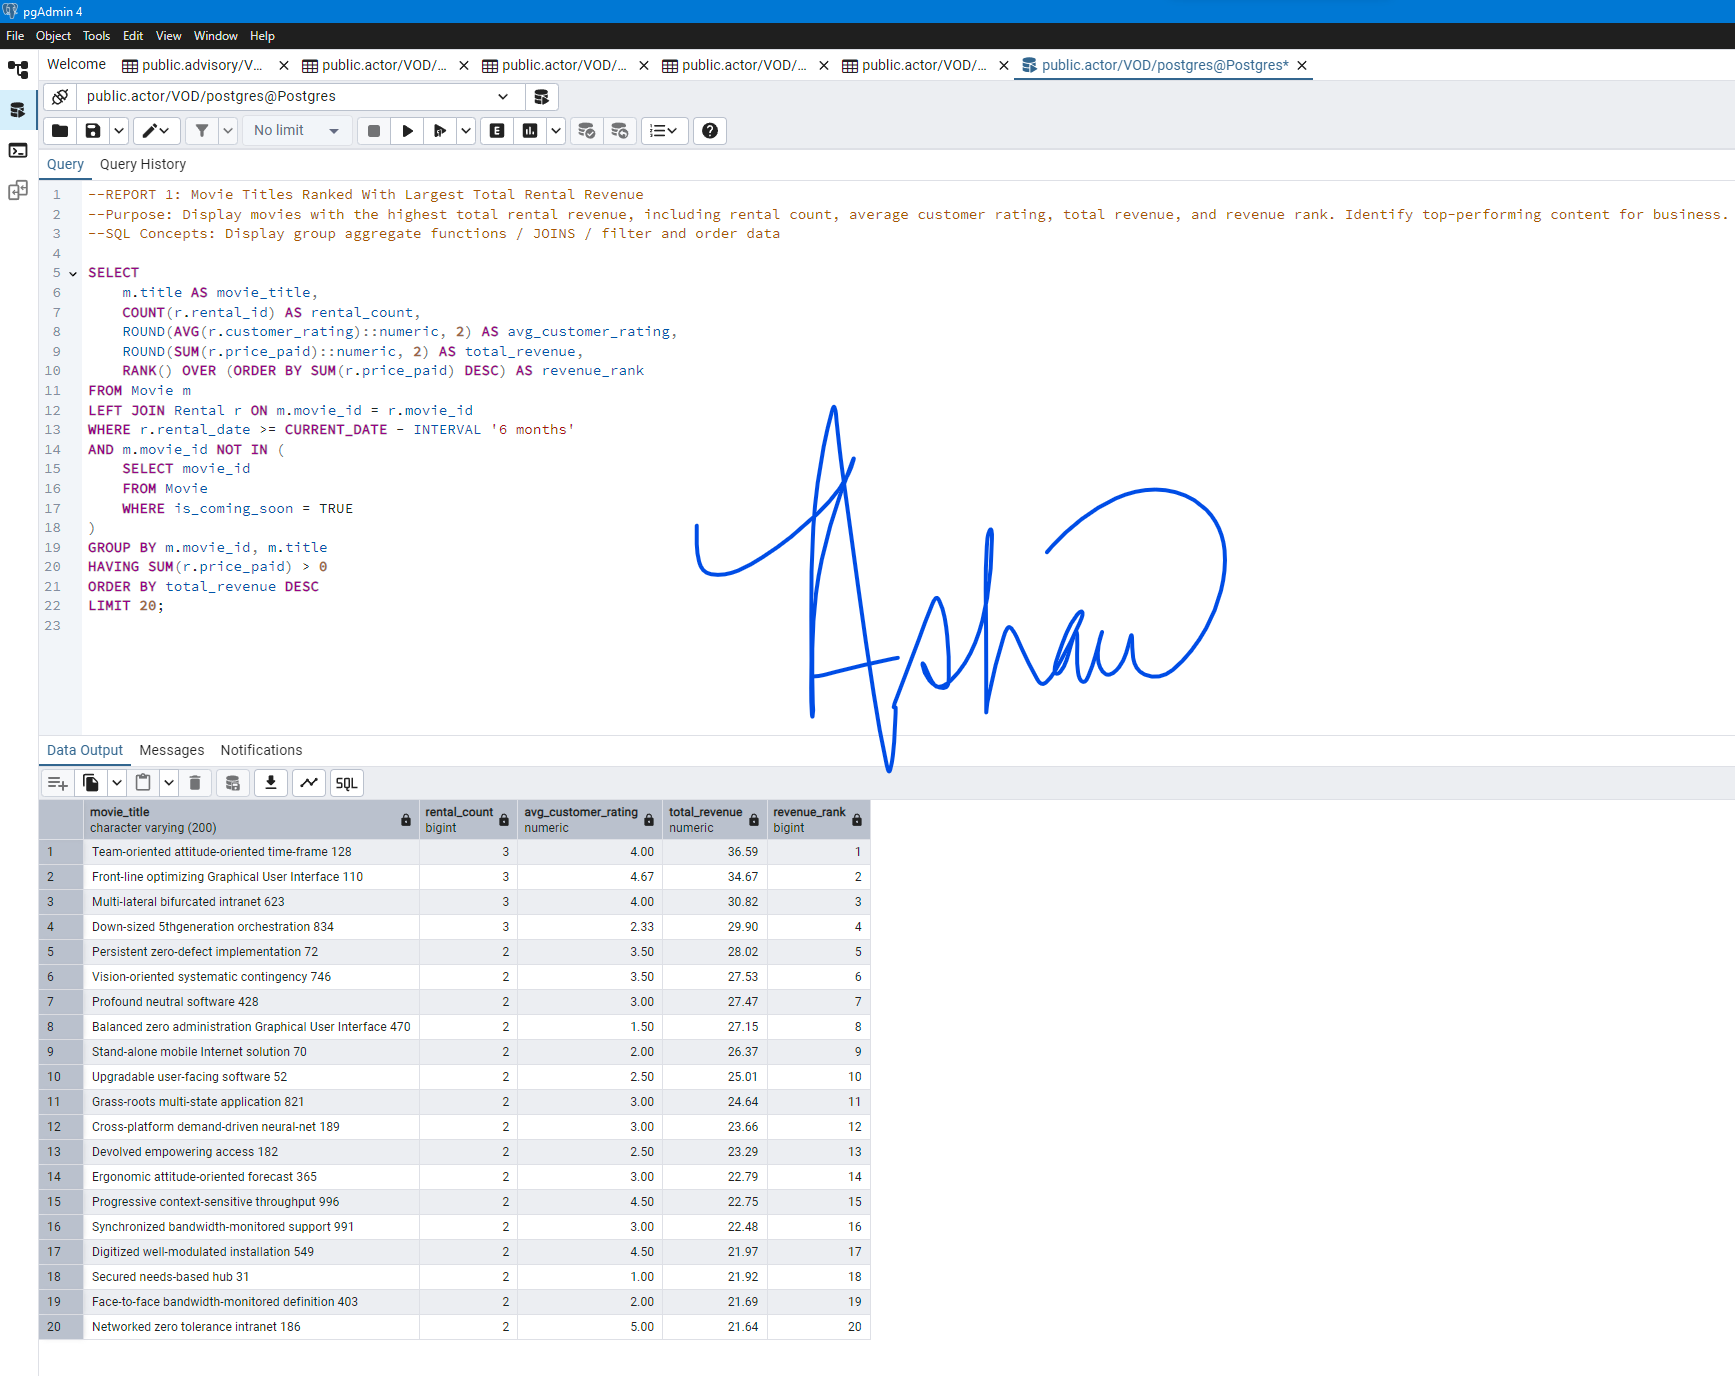 pgAdmin 4
File Object Tools Edit View Window Help
Welcome public.advisory/V... public.actor/VOD/... public.actor/VOD/... public.actor/VOD/... public.actor/VOD/... public.actor/VOD/postgres@Postgres*
public.actor/VOD/postgres@Postgres
No limit E
Query Query History
1 --REPORT 1: Movie Titles Ranked With Largest Total Rental Revenue
2 --Purpose: Display movies with the highest total rental revenue, including rental count, average customer rating, total revenue, and revenue rank. Identify top-performing content for business.
3 --SQL Concepts: Display group aggregate functions / JOINS / filter and order data
4
5 SELECT
6 m.title AS movie_title,
7 COUNT(r.rental_id) AS rental_count,
8 ROUND(AVG(r.customer_rating)::numeric, 2) AS avg_customer_rating,
9 ROUND(SUM(r.price_paid)::numeric, 2) AS total_revenue,
10 RANK() OVER (ORDER BY SUM(r.price_paid) DESC) AS revenue_rank
11 FROM Movie m
12 LEFT JOIN Rental r ON m.movie_id = r.movie_id
13 WHERE r.rental_date >= CURRENT_DATE - INTERVAL '6 months'
14 AND m.movie_id NOT IN (
15 SELECT movie_id
16 FROM Movie
17 WHERE is_coming_soon = TRUE
18 )
19 GROUP BY m.movie_id, m.title
20 HAVING SUM(r.price_paid) > 0
21 ORDER BY total_revenue DESC
22 LIMIT 20;
23
Data Output Messages Notifications
SQL
movie_title rental_count avg_customer_rating total_revenue revenue_rank
character varying (200) bigint numeric numeric bigint
1 Team-oriented attitude-oriented time-frame 128 3 4.00 36.59 1
2 Front-line optimizing Graphical User Interface 110 3 4.67 34.67 2
3 Multi-lateral bifurcated intranet 623 3 4.00 30.82 3
4 Down-sized 5thgeneration orchestration 834 3 2.33 29.90 4
5 Persistent zero-defect implementation 72 2 3.50 28.02 5
6 Vision-oriented systematic contingency 746 2 3.50 27.53 6
7 Profound neutral software 428 2 3.00 27.47 7
8 Balanced zero administration Graphical User Interface 470 2 1.50 27.15 8
9 Stand-alone mobile Internet solution 70 2 2.00 26.37 9
10 Upgradable user-facing software 52 2 2.50 25.01 10
11 Grass-roots multi-state application 821 2 3.00 24.64 11
12 Cross-platform demand-driven neural-net 189 2 3.00 23.66 12
13 Devolved empowering access 182 2 2.50 23.29 13
14 Ergonomic attitude-oriented forecast 365 2 3.00 22.79 14
15 Progressive context-sensitive throughput 996 2 4.50 22.75 15
16 Synchronized bandwidth-monitored support 991 2 3.00 22.48 16
17 Digitized well-modulated installation 549 2 4.50 21.97 17
18 Secured needs-based hub 31 2 1.00 21.92 18
19 Face-to-face bandwidth-monitored definition 403 2 2.00 21.69 19
20 Networked zero tolerance intranet 186 2 5.00 21.64 20